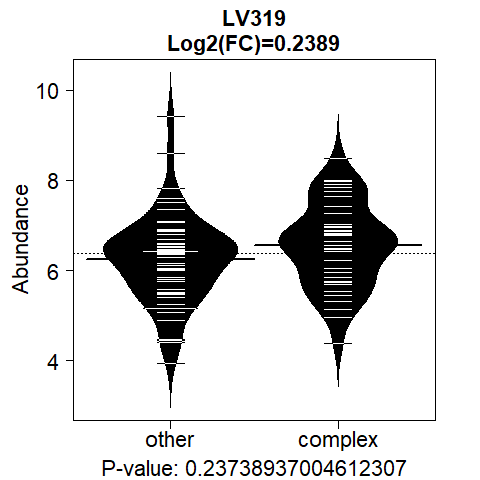 LV319
Log2(FC)=0.2389
Abundance
10
8
6
4
other complex
P-value: 0.23738937004612307